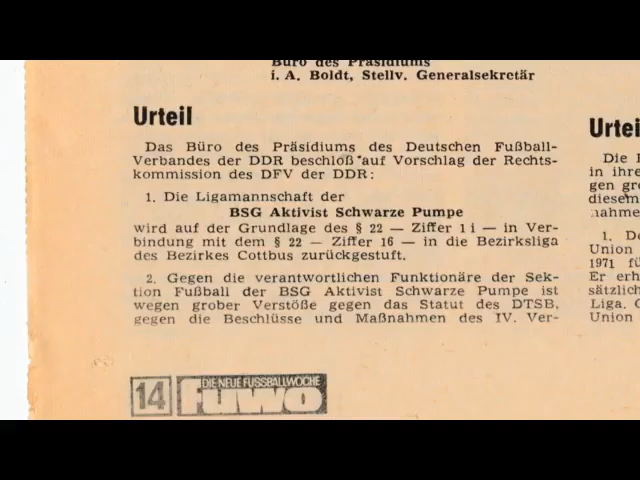 Büro des Präsidiums
i. A. Boldt, Stellv. Generalsekretär
Urteil
Das Büro des Präsidiums des Deutschen Fußball-
Verbandes der DDR beschloß auf Vorschlag der Rechts-
kommission des DFV der DDR:
1. Die Ligamannschaft der
BSG Aktivist Schwarze Pumpe
wird auf der Grundlage des § 22 — Ziffer 1 i — in Ver-
bindung mit dem § 22 — Ziffer 16 — in die Bezirksliga
des Bezirkes Cottbus zurückgestuft.
2. Gegen die verantwortlichen Funktionäre der Sek-
tion Fußball der BSG Aktivist Schwarze Pumpe ist
wegen grober Verstöße gegen das Statut des DTSB,
gegen die Beschlüsse und Maßnahmen des IV. Ver-
14
DIE NEUE FUSSBALLWOCHE
fuwo
Urtei
Die
in ihre
gen gro
diesem
nahme
1. De
Union
1971 fü
Er erh
sätzlich
Liga.
Union